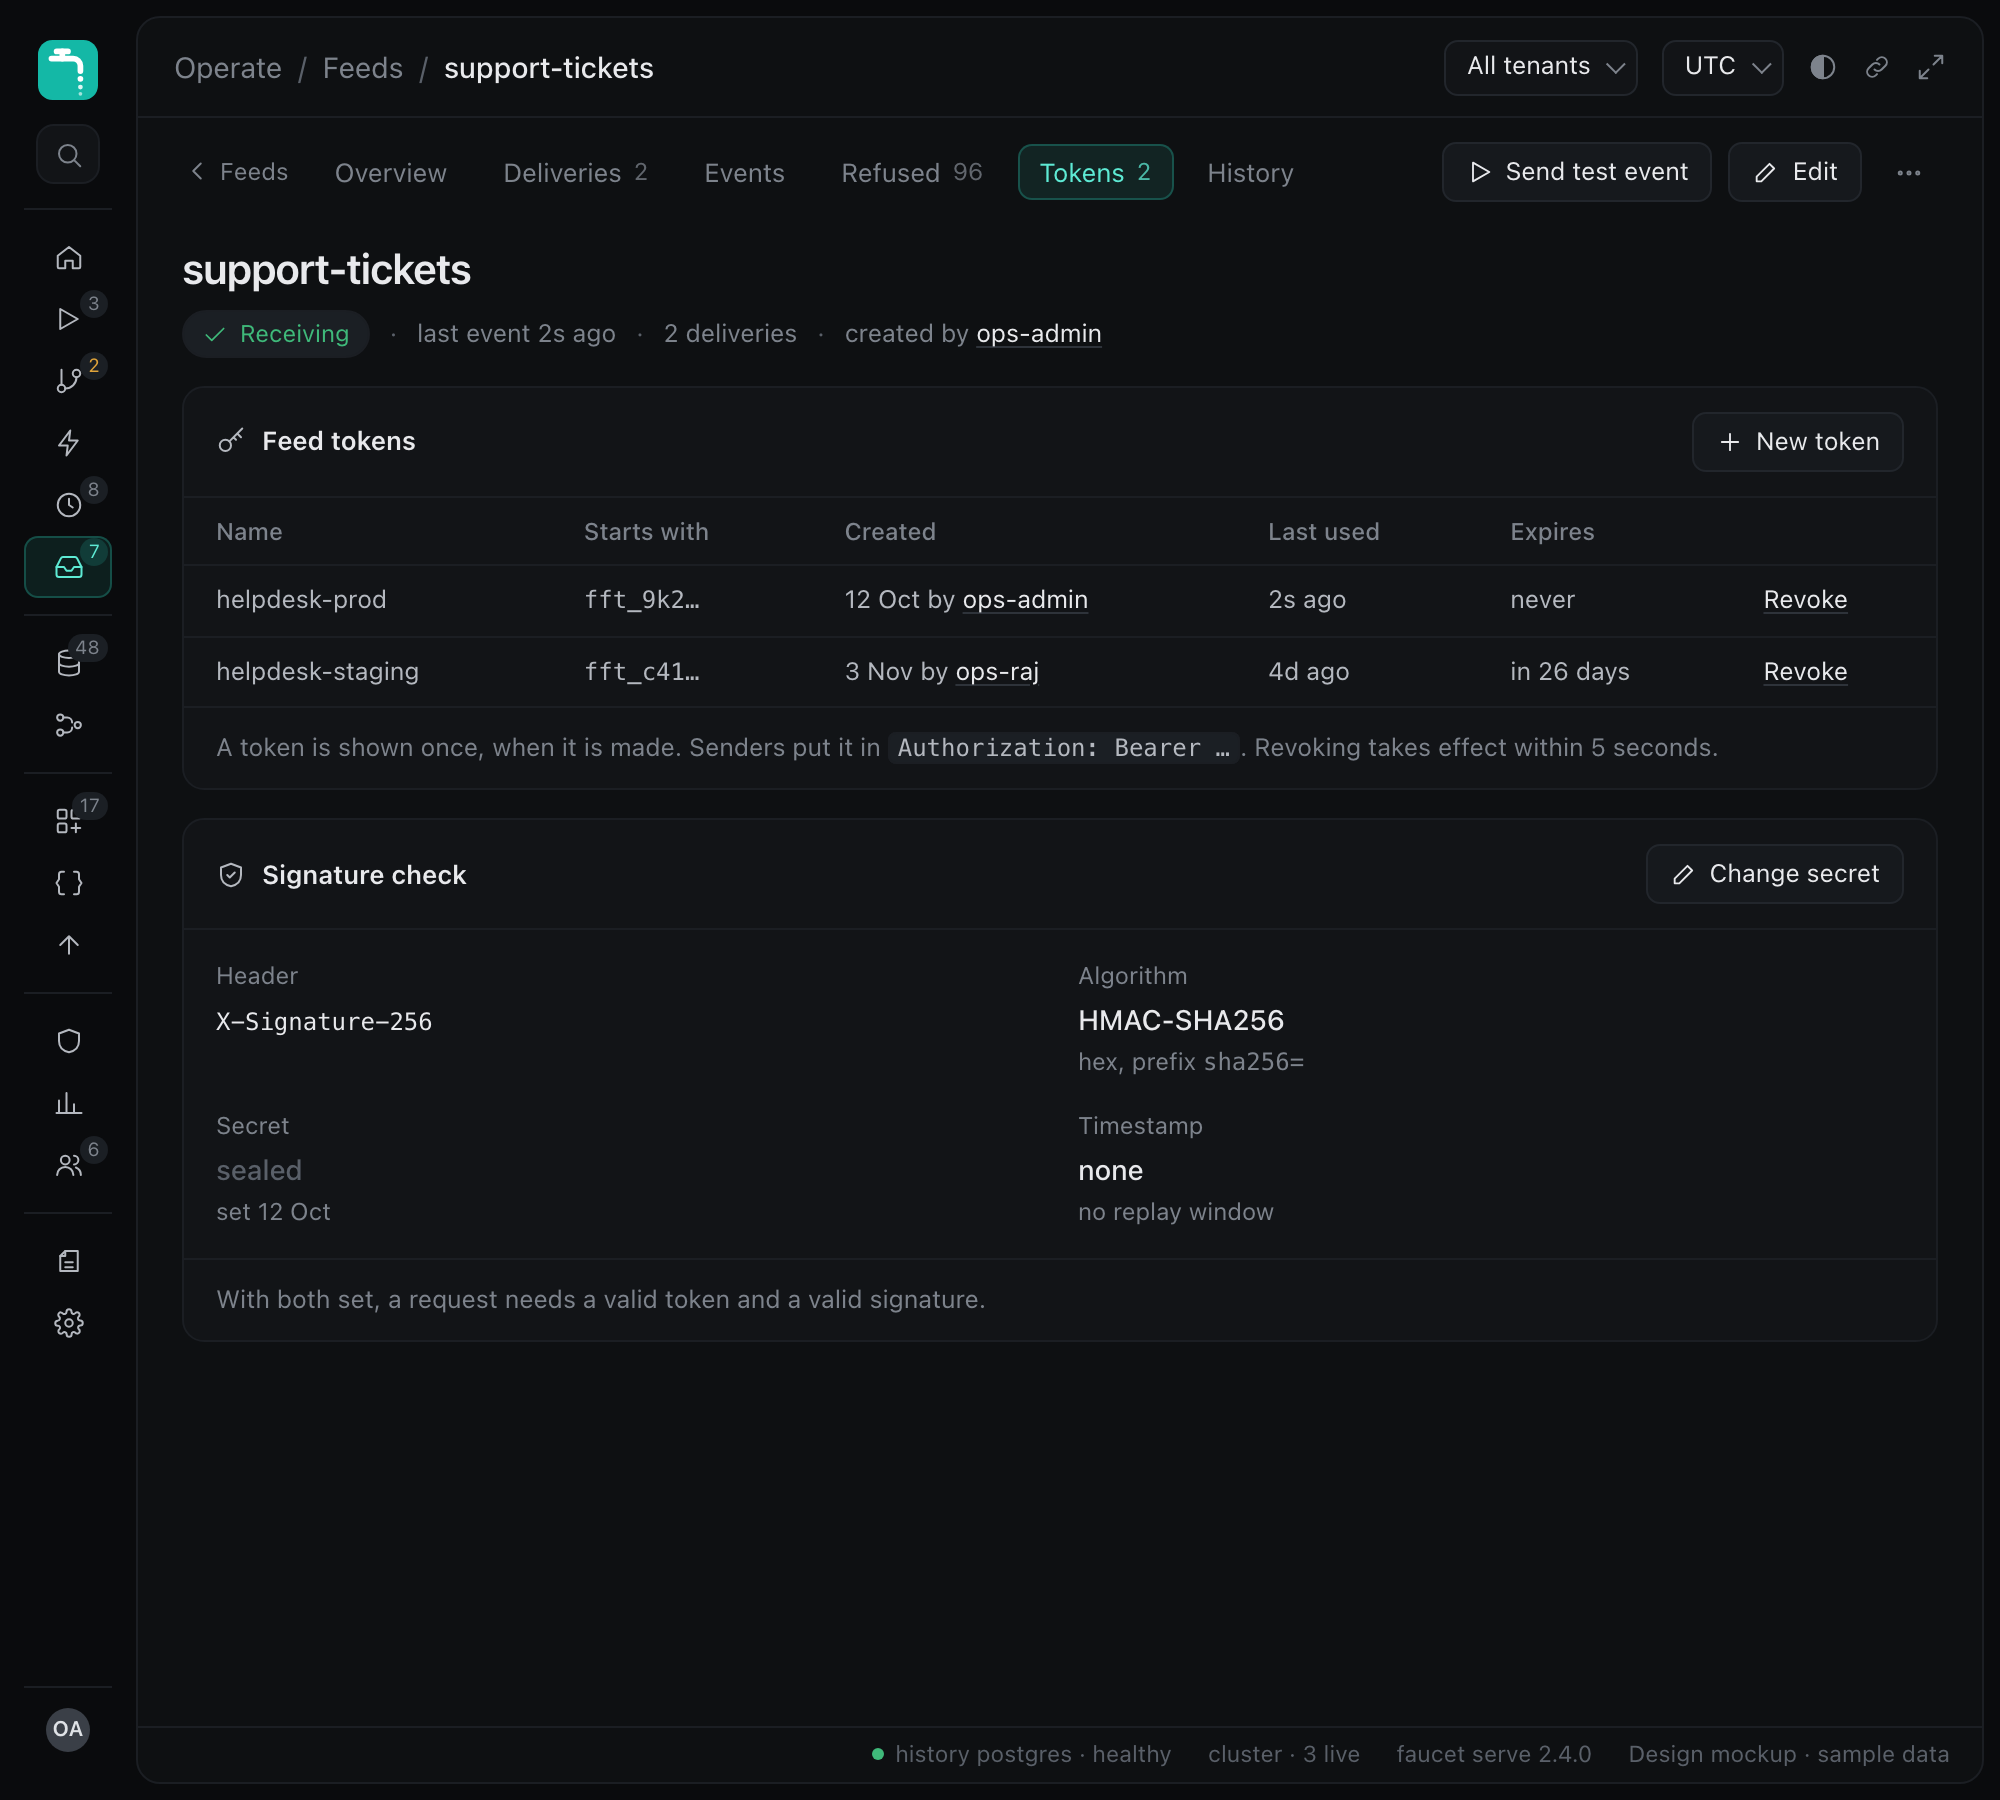 Operate / Feeds / support-tickets
All tenants
UTC
Feeds
Overview
Deliveries 2
Events
Refused 96
Tokens 2
History
Send test event
Edit
support-tickets
Receiving · last event 2s ago · 2 deliveries · created by ops-admin
3
2
8
7
48
17
6
OA
Feed tokens
New token
Name Starts with Created Last used Expires
helpdesk-prod fft_9k2… 12 Oct by ops-admin 2s ago never Revoke
helpdesk-staging fft_c41… 3 Nov by ops-raj 4d ago in 26 days Revoke
A token is shown once, when it is made. Senders put it in Authorization: Bearer …. Revoking takes effect within 5 seconds.
Signature check
Change secret
Header
X-Signature-256
Algorithm
HMAC-SHA256
hex, prefix sha256=
Secret
sealed
set 12 Oct
Timestamp
none
no replay window
With both set, a request needs a valid token and a valid signature.
history postgres · healthy
cluster · 3 live
faucet serve 2.4.0
Design mockup · sample data